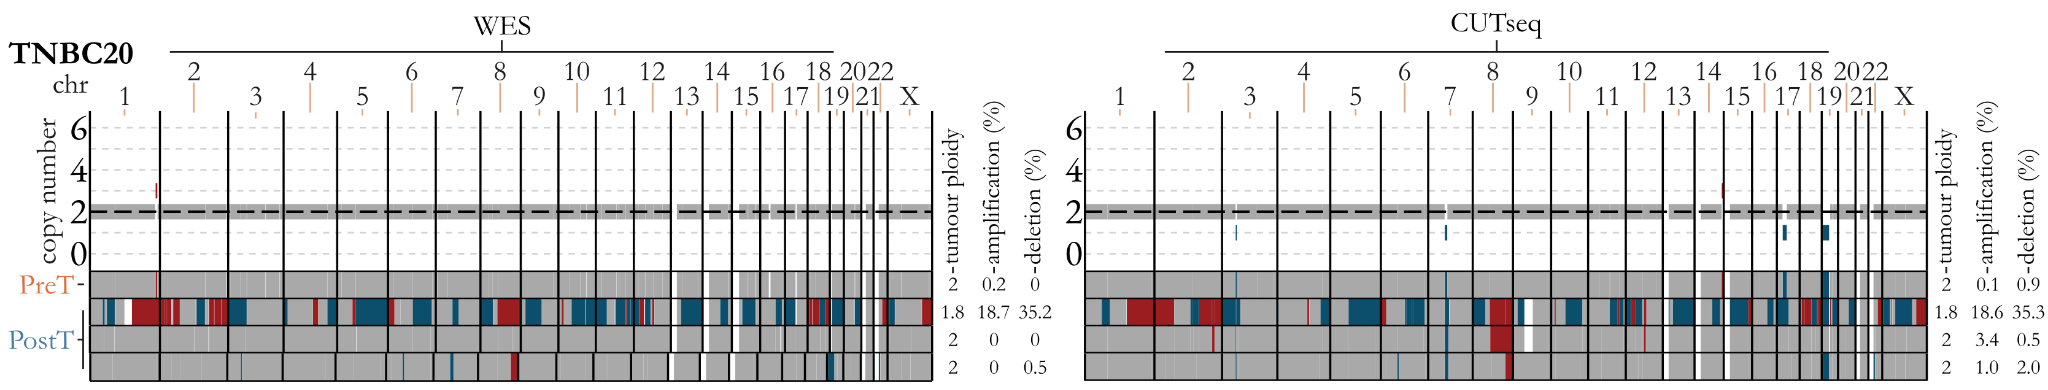 WES
CUTseq
TNBC20
chr
2 4 6 8 10 12 14 16 18 20 22
1 3 5 7 9 11 13 15 17 19 21 X
2 4 6 8 10 12 14 16 18 20 22
1 3 5 7 9 11 13 15 17 19 21 X
copy number
6
4
2
0
tumour ploidy
amplification (%)
deletion (%)
6
4
2
0
tumour ploidy
amplification (%)
deletion (%)
PreT
2 0.2 0
2 0.1 0.9
1.8 18.7 35.2
1.8 18.6 35.3
PostT
2 0 0
2 3.4 0.5
2 0 0.5
2 1.0 2.0